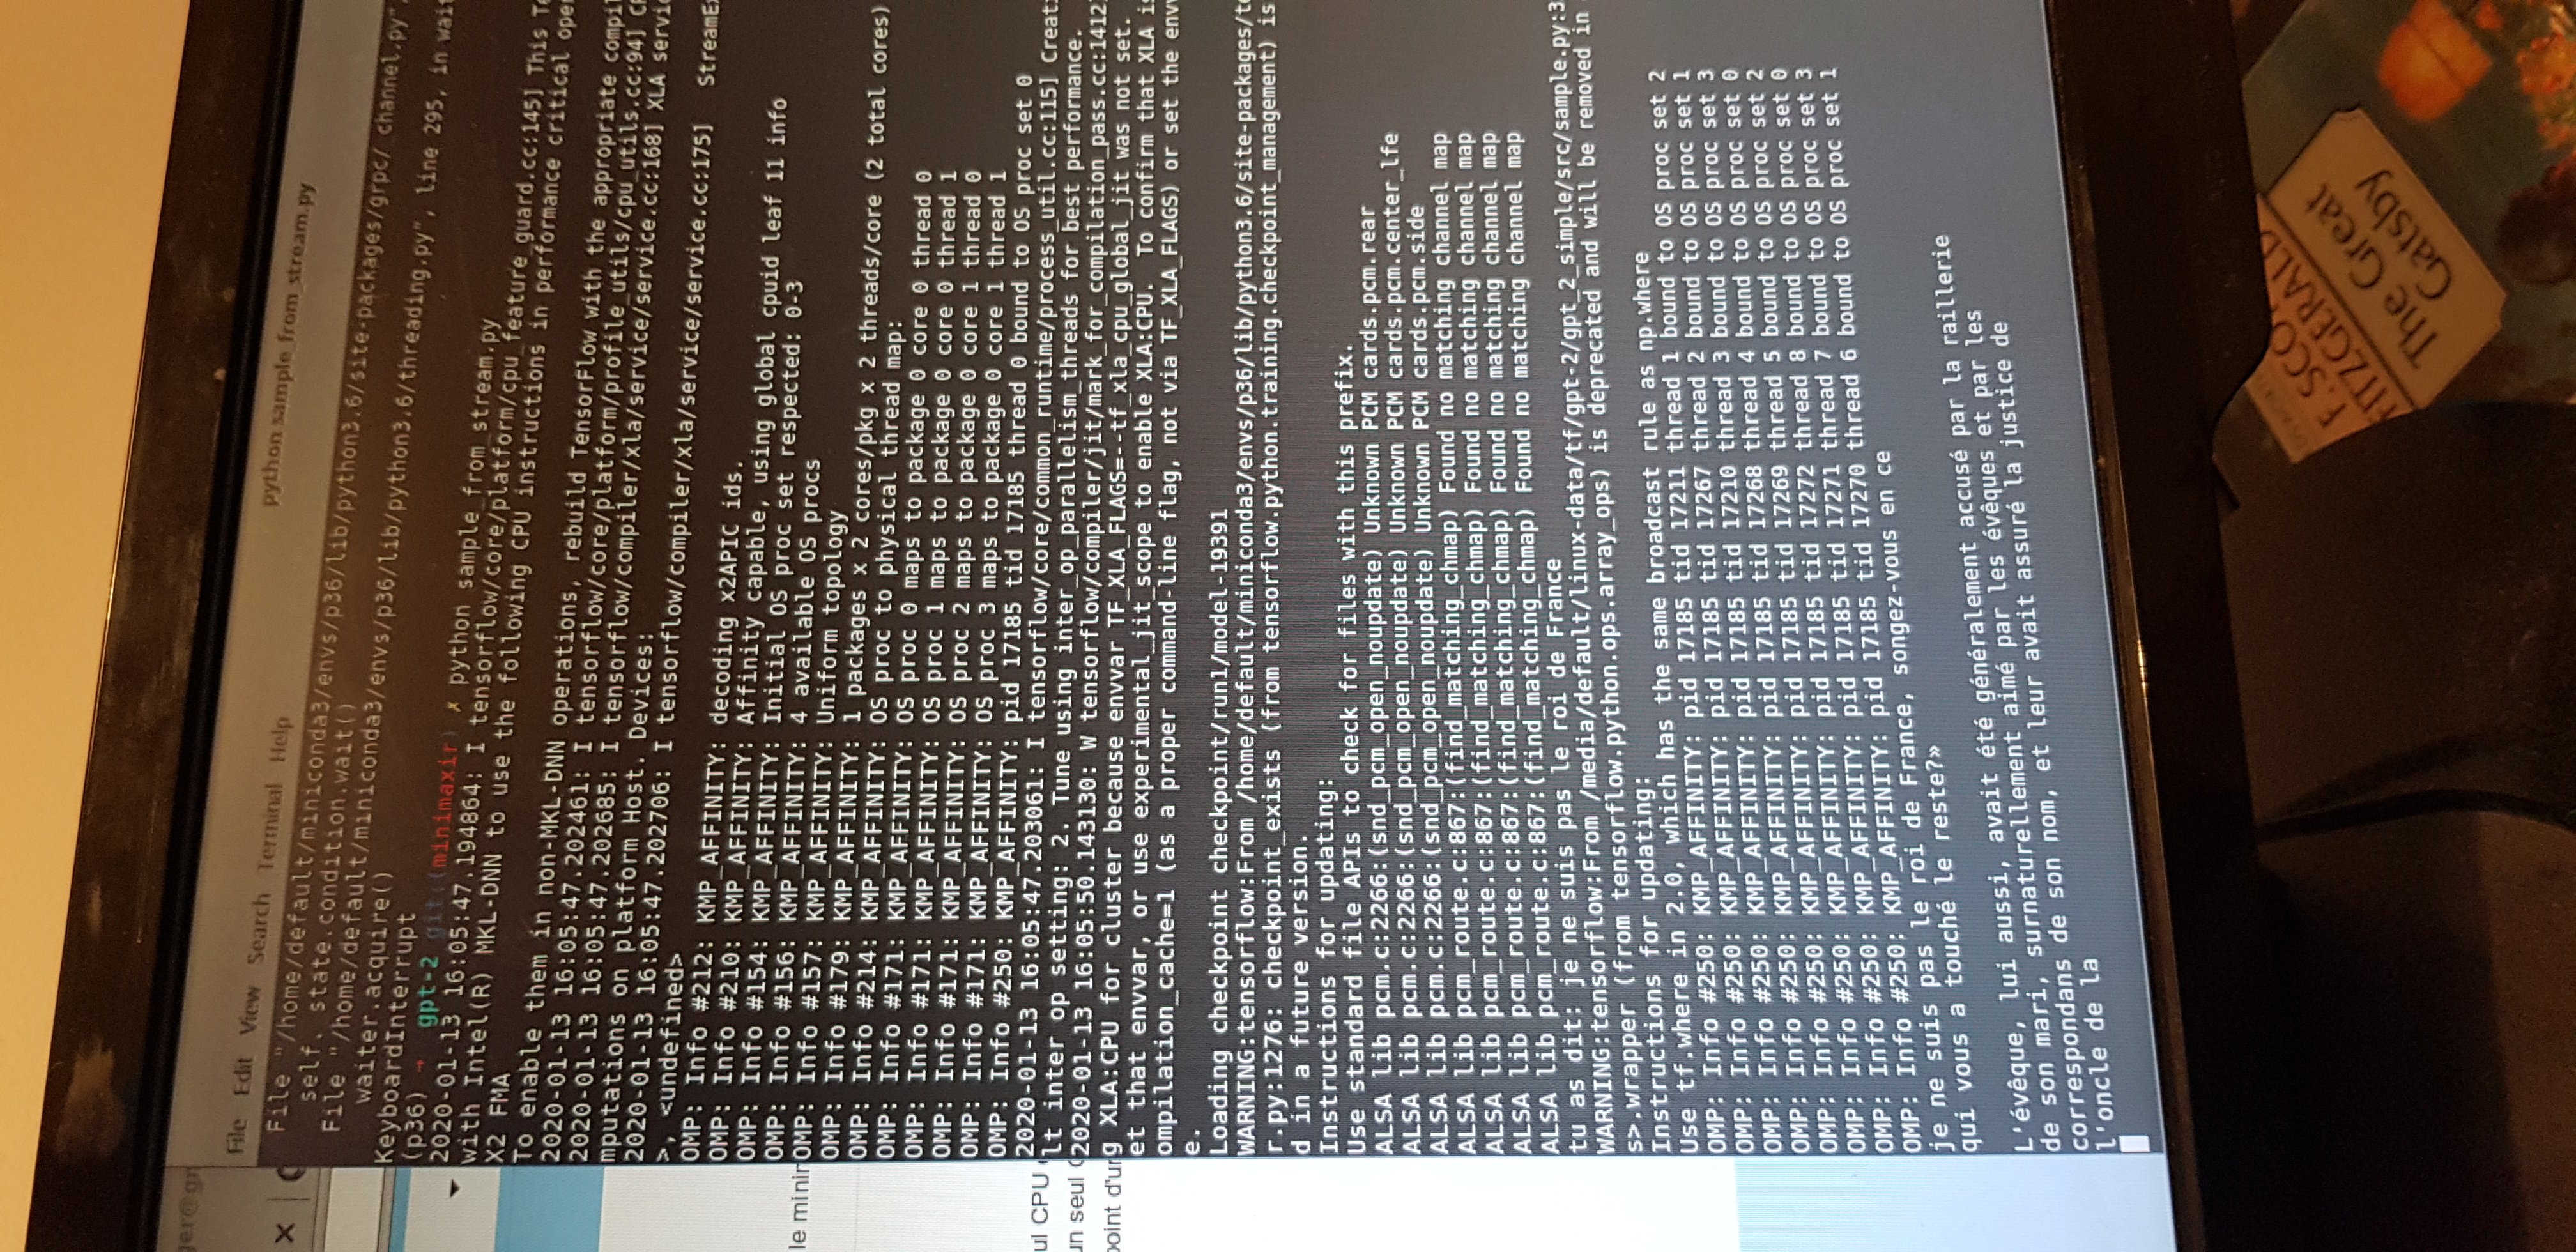 ger@gr
File Edit View Search Terminal Help
python sample_from_stream.py
File "/home/default/miniconda3/envs/p36/lib/python3.6/site-packages/grpc/_channel.py",
self._state.condition.wait()
File "/home/default/miniconda3/envs/p36/lib/python3.6/threading.py", line 295, in wait
waiter.acquire()
KeyboardInterrupt
(p36) → gpt-2 git:(minimaxir) ✗ python sample_from_stream.py
2020-01-13 16:05:47.194864: I tensorflow/core/platform/cpu_feature_guard.cc:145] This Te
with Intel(R) MKL-DNN to use the following CPU instructions in performance critical oper
X2 FMA
To enable them in non-MKL-DNN operations, rebuild TensorFlow with the appropriate compil
2020-01-13 16:05:47.202461: I tensorflow/core/platform/profile_utils/cpu_utils.cc:94] C
2020-01-13 16:05:47.202685: I tensorflow/compiler/xla/service/service.cc:168] XLA servic
mputations on platform Host. Devices:
2020-01-13 16:05:47.202706: I tensorflow/compiler/xla/service/service.cc:175] StreamEx
>, <undefined>
OMP: Info #212: KMP_AFFINITY: decoding x2APIC ids.
OMP: Info #210: KMP_AFFINITY: Affinity capable, using global cpuid leaf 11 info
OMP: Info #154: KMP_AFFINITY: Initial OS proc set respected: 0-3
OMP: Info #156: KMP_AFFINITY: 4 available OS procs
OMP: Info #157: KMP_AFFINITY: Uniform topology
OMP: Info #179: KMP_AFFINITY: 1 packages x 2 cores/pkg x 2 threads/core (2 total cores)
OMP: Info #214: KMP_AFFINITY: OS proc to physical thread map:
OMP: Info #171: KMP_AFFINITY: OS proc 0 maps to package 0 core 0 thread 0
OMP: Info #171: KMP_AFFINITY: OS proc 1 maps to package 0 core 0 thread 1
OMP: Info #171: KMP_AFFINITY: OS proc 2 maps to package 0 core 1 thread 0
OMP: Info #171: KMP_AFFINITY: OS proc 3 maps to package 0 core 1 thread 1
OMP: Info #250: KMP_AFFINITY: pid 17185 tid 17185 thread 0 bound to OS proc set 0
2020-01-13 16:05:47.203061: I tensorflow/core/common_runtime/process_util.cc:115] Creat
lt inter op setting: 2. Tune using inter_op_parallelism_threads for best performance.
2020-01-13 16:05:50.143130: W tensorflow/compiler/jit/mark_for_compilation_pass.cc:1412]
g XLA:CPU for cluster because envvar TF_XLA_FLAGS=--tf_xla_cpu_global_jit was not set.
et that envvar, or use experimental_jit_scope to enable XLA:CPU. To confirm that XLA is
ompilation_cache=1 (as a proper command-line flag, not via TF_XLA_FLAGS) or set the envv
e.
Loading checkpoint checkpoint/run1/model-19391
WARNING:tensorflow:From /home/default/miniconda3/envs/p36/lib/python3.6/site-packages/te
r.py:1276: checkpoint_exists (from tensorflow.python.training.checkpoint_management) is
d in a future version.
Instructions for updating:
Use standard file APIs to check for files with this prefix.
ALSA lib pcm.c:2266:(snd_pcm_open_noupdate) Unknown PCM cards.pcm.rear
ALSA lib pcm.c:2266:(snd_pcm_open_noupdate) Unknown PCM cards.pcm.center_lfe
ALSA lib pcm.c:2266:(snd_pcm_open_noupdate) Unknown PCM cards.pcm.side
ALSA lib pcm_route.c:867:(find_matching_chmap) Found no matching channel map
ALSA lib pcm_route.c:867:(find_matching_chmap) Found no matching channel map
ALSA lib pcm_route.c:867:(find_matching_chmap) Found no matching channel map
ALSA lib pcm_route.c:867:(find_matching_chmap) Found no matching channel map
tu as dit: je ne suis pas le roi de France
WARNING:tensorflow:From /media/default/linux-data/tf/gpt-2/gpt_2_simple/src/sample.py:3
s>.wrapper (from tensorflow.python.ops.array_ops) is deprecated and will be removed in
Instructions for updating:
Use tf.where in 2.0, which has the same broadcast rule as np.where
OMP: Info #250: KMP_AFFINITY: pid 17185 tid 17211 thread 1 bound to OS proc set 2
OMP: Info #250: KMP_AFFINITY: pid 17185 tid 17267 thread 2 bound to OS proc set 1
OMP: Info #250: KMP_AFFINITY: pid 17185 tid 17210 thread 3 bound to OS proc set 3
OMP: Info #250: KMP_AFFINITY: pid 17185 tid 17268 thread 4 bound to OS proc set 0
OMP: Info #250: KMP_AFFINITY: pid 17185 tid 17269 thread 5 bound to OS proc set 2
OMP: Info #250: KMP_AFFINITY: pid 17185 tid 17272 thread 8 bound to OS proc set 0
OMP: Info #250: KMP_AFFINITY: pid 17185 tid 17271 thread 7 bound to OS proc set 3
OMP: Info #250: KMP_AFFINITY: pid 17185 tid 17270 thread 6 bound to OS proc set 1
je ne suis pas le roi de France, songez-vous en ce
qui vous a touché le reste?»
L'évêque, lui aussi, avait été généralement accusé par la raillerie
de son mari, surnaturellement aimé par les évêques et par les
correspondans de son nom, et leur avait assuré la justice de
l'oncle de la
le minir
ul CPU
un seul
point d'un
F. SCO
FITZGERALD
The Great
Gatsby